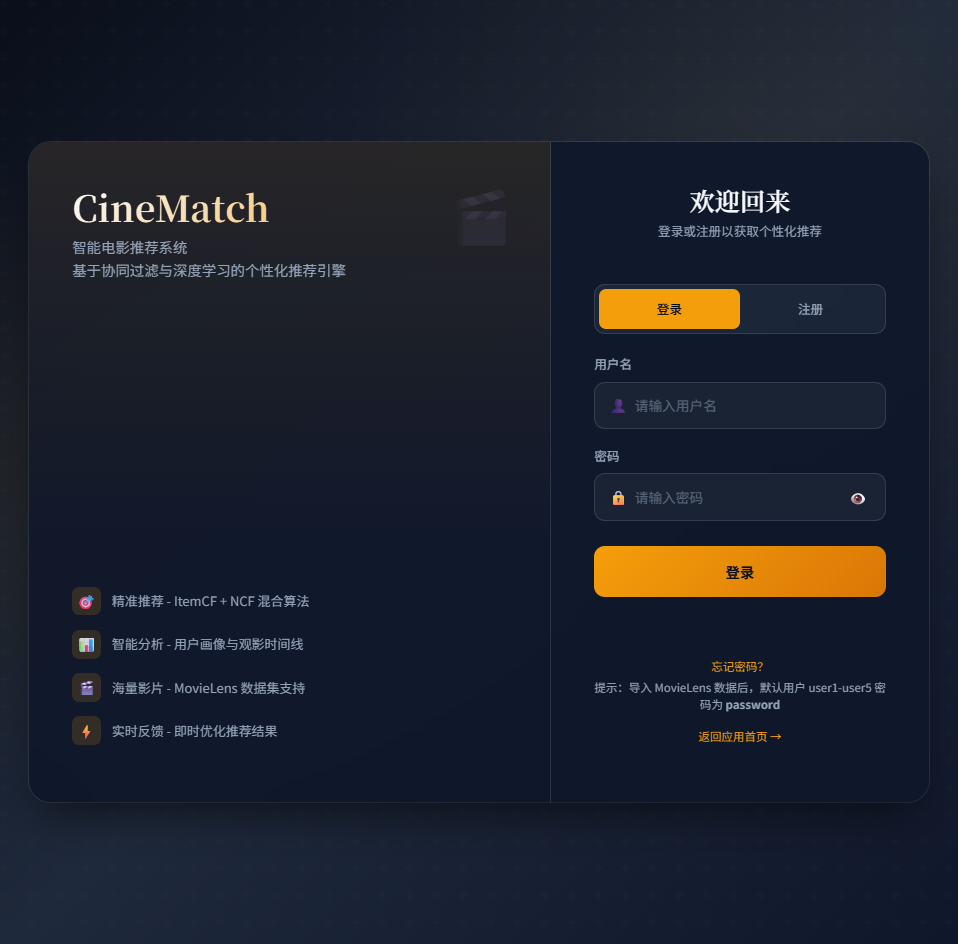 CineMatch
智能电影推荐系统
基于协同过滤与深度学习的个性化推荐引擎
精准推荐 - ItemCF + NCF 混合算法
智能分析 - 用户画像与观影时间线
海量影片 - MovieLens 数据集支持
实时反馈 - 即时优化推荐结果
欢迎回来
登录或注册以获取个性化推荐
登录
注册
用户名
请输入用户名
密码
请输入密码
登录
忘记密码?
提示：导入 MovieLens 数据后，默认用户 user1-user5 密
码为 password
返回应用首页 →